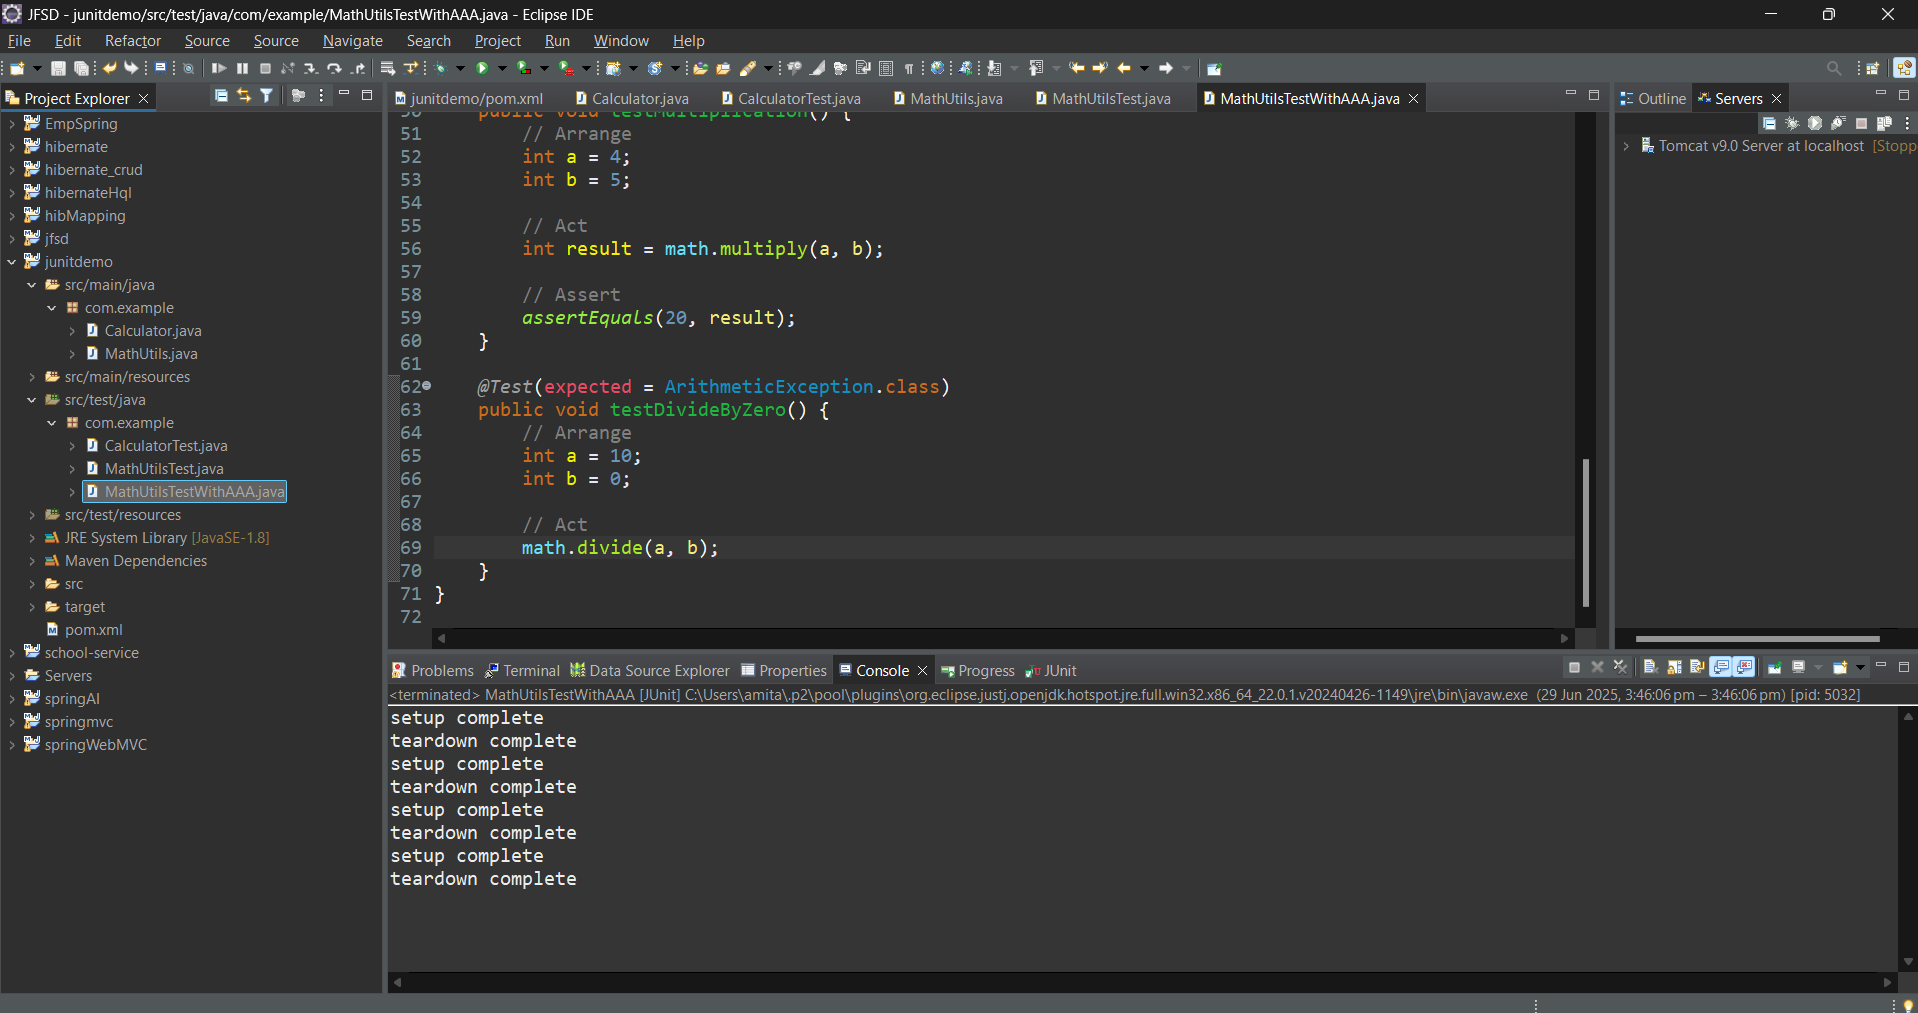 JFSD - junitdemo/src/test/java/com/example/MathUtilsTestWithAAA.java - Eclipse IDE
File Edit Refactor Source Source Navigate Search Project Run Window Help
Project Explorer
EmpSpring
hibernate
hibernate_crud
hibernateHql
hibMapping
jfsd
junitdemo
src/main/java
com.example
Calculator.java
MathUtils.java
src/main/resources
src/test/java
com.example
CalculatorTest.java
MathUtilsTest.java
MathUtilsTestWithAAA.java
src/test/resources
JRE System Library [JavaSE-1.8]
Maven Dependencies
src
target
pom.xml
school-service
Servers
springAI
springmvc
springWebMVC
junitdemo/pom.xml Calculator.java CalculatorTest.java MathUtils.java MathUtilsTest.java MathUtilsTestWithAAA.java
50 public void testMultiplication() {
51 // Arrange
52 int a = 4;
53 int b = 5;
54
55 // Act
56 int result = math.multiply(a, b);
57
58 // Assert
59 assertEquals(20, result);
60 }
61
62 @Test(expected = ArithmeticException.class)
63 public void testDivideByZero() {
64 // Arrange
65 int a = 10;
66 int b = 0;
67
68 // Act
69 math.divide(a, b);
70 }
71 }
72
Outline Servers
Tomcat v9.0 Server at localhost [Stopp
Problems Terminal Data Source Explorer Properties Console Progress JUnit
<terminated> MathUtilsTestWithAAA [JUnit] C:\Users\amita\.p2\pool\plugins\org.eclipse.justj.openjdk.hotspot.jre.full.win32.x86_64_22.0.1.v20240426-1149\jre\bin\javaw.exe (29 Jun 2025, 3:46:06 pm – 3:46:06 pm) [pid: 5032]
setup complete
teardown complete
setup complete
teardown complete
setup complete
teardown complete
setup complete
teardown complete